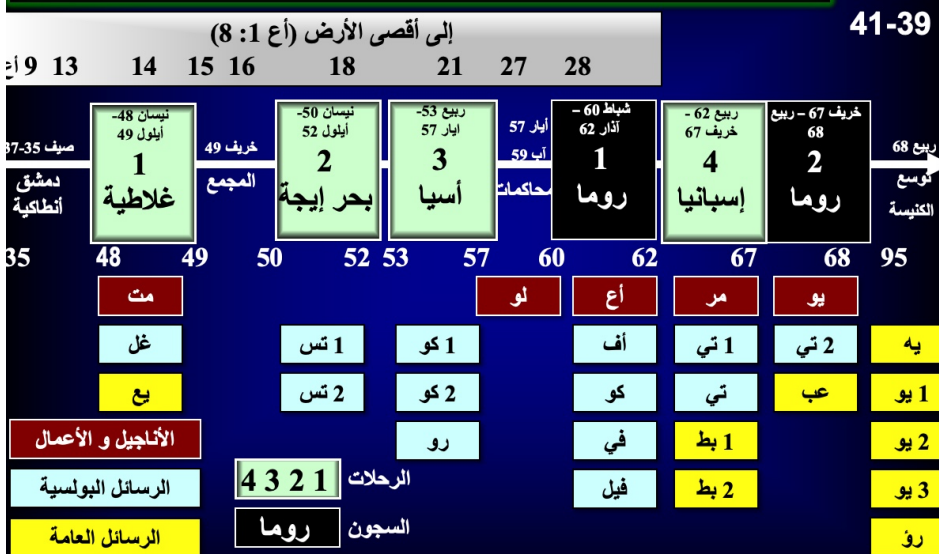 41-39
إلى أقصى الأرض (أع 1: 8)
أع 9 13 14 15 16 18 21 27 28
صيف 35-37
دمشق
أنطاكية
نيسان 48-
أيلول 49
1
غلاطية
خريف 49
المجمع
نيسان 50-
أيلول 52
2
بحر إيجة
ربيع 53-
ايار 57
3
أسيا
أيار 57
آب 59
محاكمات
شباط 60 –
آذار 62
1
روما
ربيع 62 -
خريف 67
4
إسبانيا
خريف 67 – ربيع
68
2
روما
ربيع 68
توسع
الكنيسة
35 48 49 50 52 53 57 60 62 67 68 95
مت لو أع مر يو
غل 1 تس 1 كو أف 1 تي 2 تي يه
يع 2 تس 2 كو كو تي عب 1 يو
الأناجيل و الأعمال رو في 1 بط 2 يو
الرسائل البولسية الرحلات 1 2 3 4 فيل 2 بط 3 يو
الرسائل العامة السجون روما رؤ